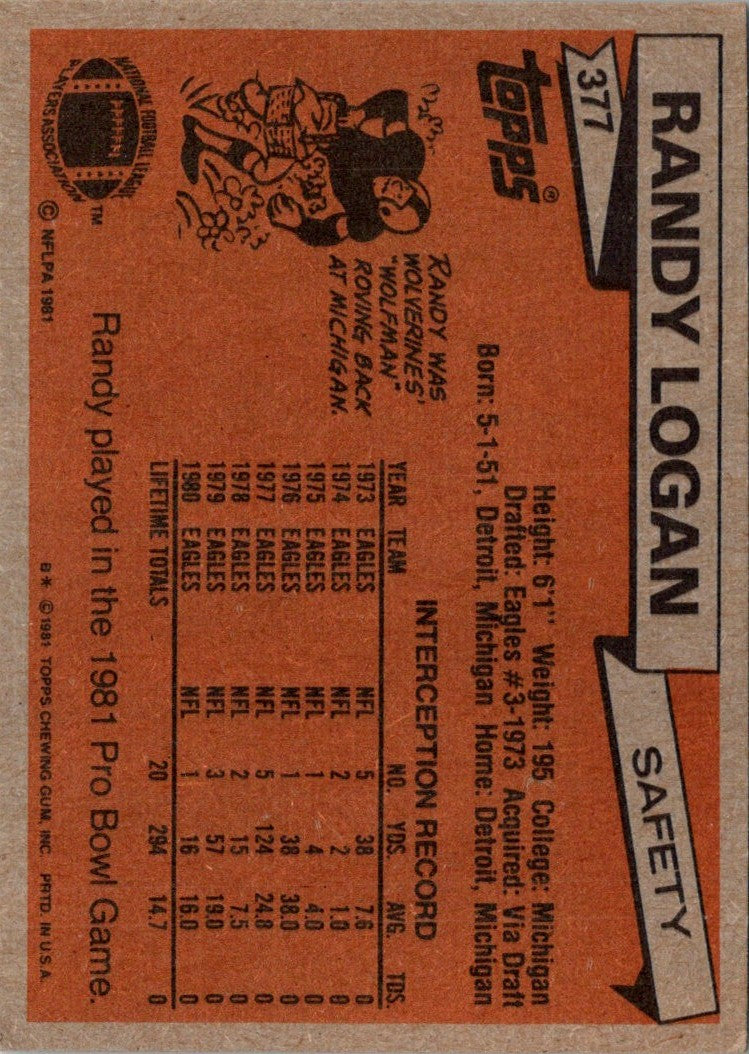 RANDY LOGAN
SAFETY
377
topps®
Height: 6'1" Weight: 195 College: Michigan
Drafted: Eagles #3-1973 Acquired: Via Draft
Born: 5-1-51, Detroit, Michigan Home: Detroit, Michigan
RANDY WAS
WOLVERINES'
"WOLFMAN"
ROVING BACK
AT MICHIGAN.
INTERCEPTION RECORD
YEAR TEAM NO. YDS. AVG. TDS.
1973 EAGLES NFL 5 38 7.6 0
1974 EAGLES NFL 2 2 1.0 0
1975 EAGLES NFL 1 4 4.0 0
1976 EAGLES NFL 1 38 38.0 0
1977 EAGLES NFL 5 124 24.8 0
1978 EAGLES NFL 2 15 7.5 0
1979 EAGLES NFL 3 57 19.0 0
1980 EAGLES NFL 1 16 16.0 0
LIFETIME TOTALS 20 294 14.7 0
Randy played in the 1981 Pro Bowl Game.
NATIONAL FOOTBALL LEAGUE
PLAYERS ASSOCIATION
™
© NFLPA 1981
B* ©1981 TOPPS CHEWING GUM, INC. PRTD. IN U.S.A.